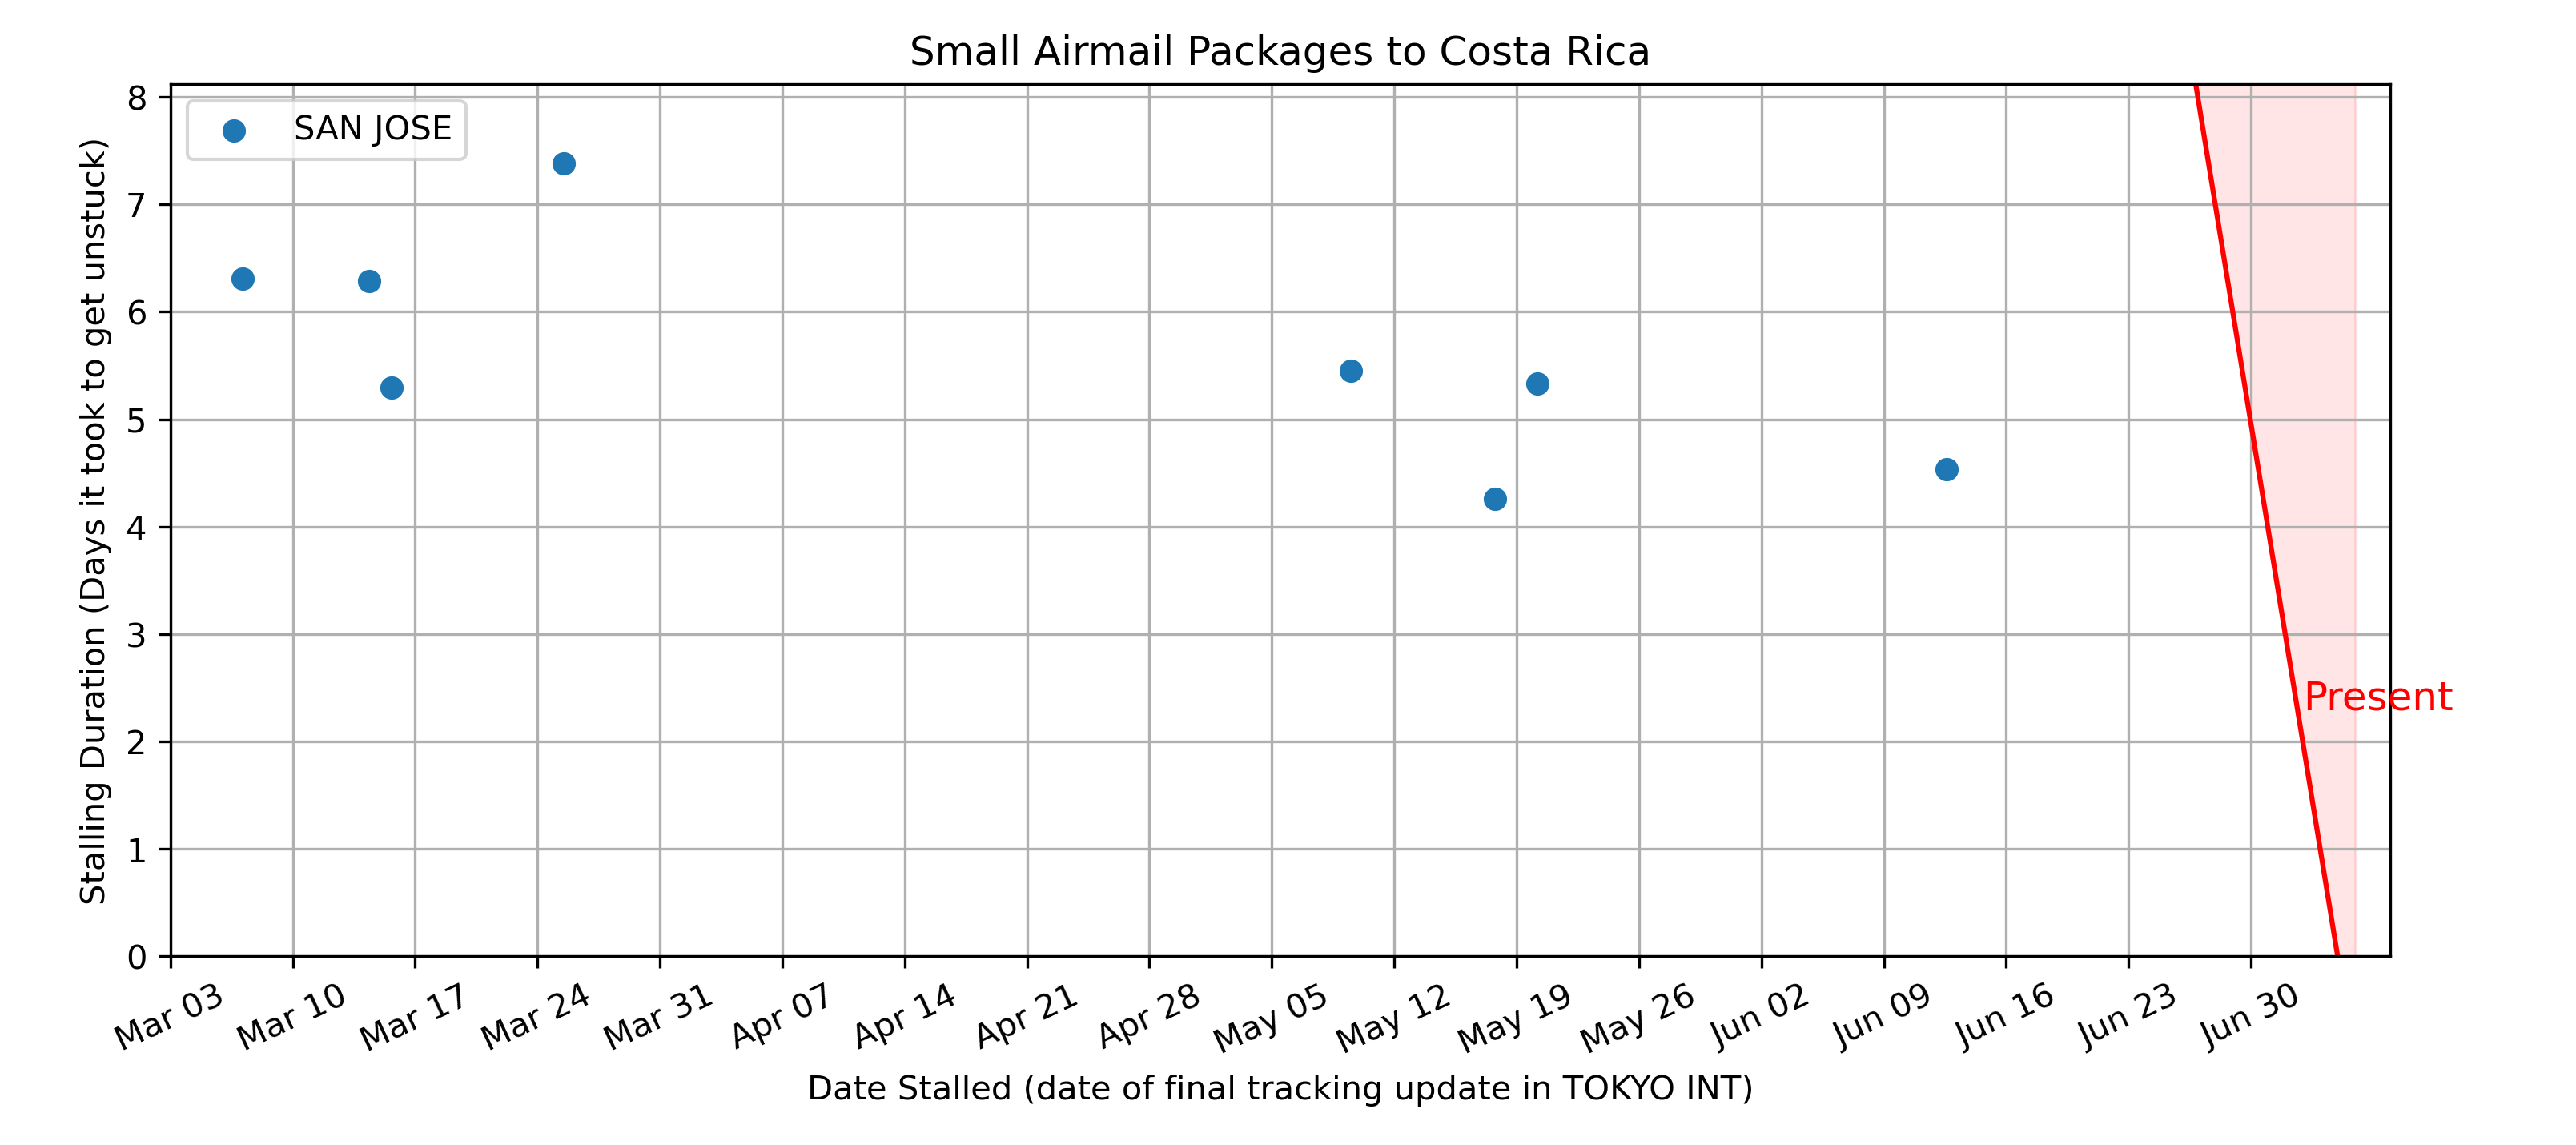 Small Airmail Packages to Costa Rica
SAN JOSE
Stalling Duration (Days it took to get unstuck)
8
7
6
5
4
3
2
1
0
Present
Mar 03
Mar 10
Mar 17
Mar 24
Mar 31
Apr 07
Apr 14
Apr 21
Apr 28
May 05
May 12
May 19
May 26
Jun 02
Jun 09
Jun 16
Jun 23
Jun 30
Date Stalled (date of final tracking update in TOKYO INT)